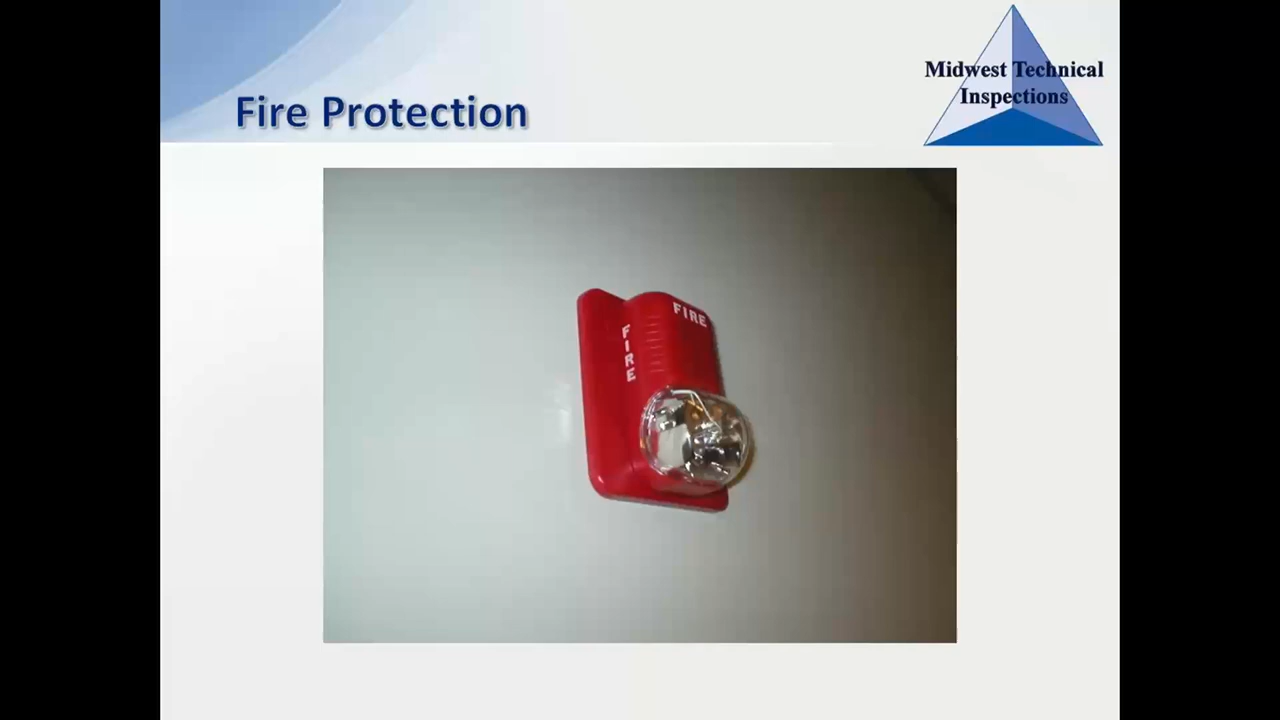 Fire Protection
Midwest Technical
Inspections
FIRE
FIRE